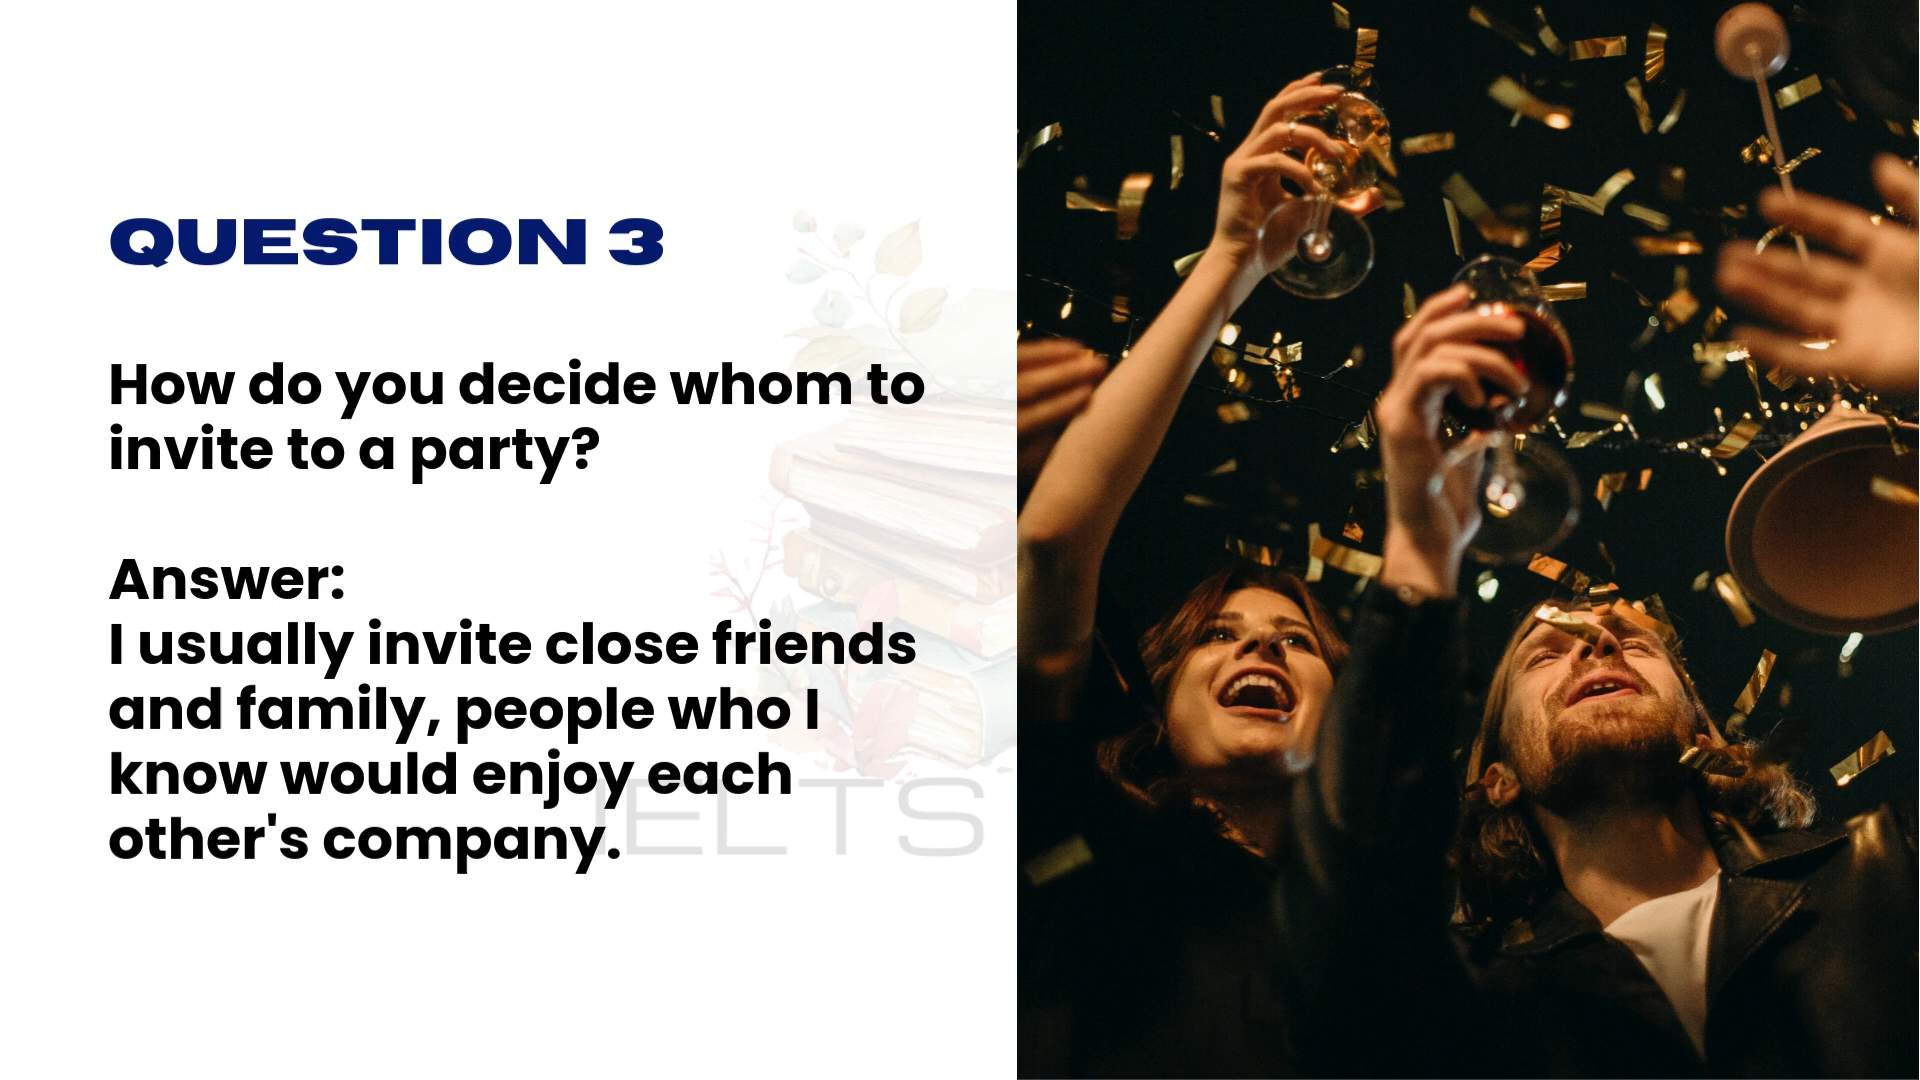 QUESTION 3
How do you decide whom to
invite to a party?
Answer:
I usually invite close friends
and family, people who I
know would enjoy each
other's company.
IELTS